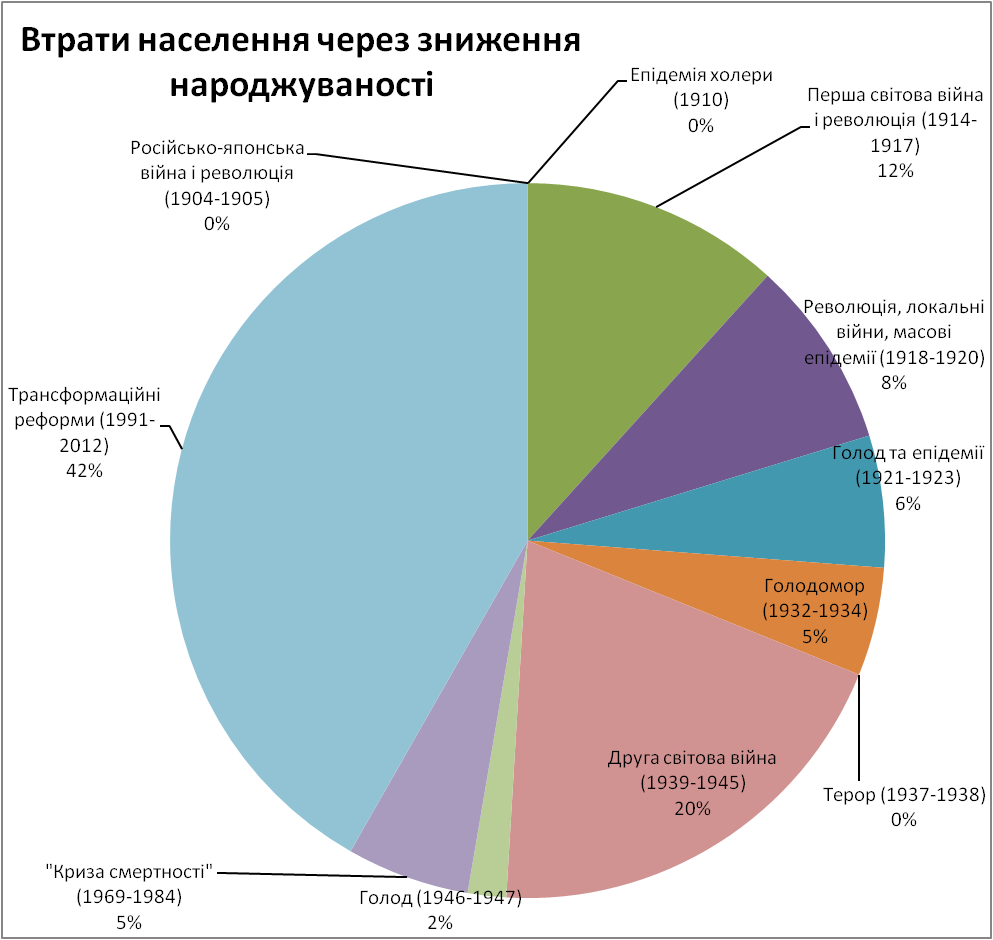 Втрати населення через зниження
народжуваності
Епідемія холери
(1910)
0%
Перша світова війна
і революція (1914-
1917)
12%
Російсько-японська
війна і революція
(1904-1905)
0%
Революція, локальні
війни, масові
епідемії (1918-1920)
8%
Трансформаційні
реформи (1991-
2012)
42%
Голод та епідемії
(1921-1923)
6%
Голодомор
(1932-1934)
5%
Друга світова війна
(1939-1945)
20%
Терор (1937-1938)
0%
"Криза смертності"
(1969-1984)
5%
Голод (1946-1947)
2%